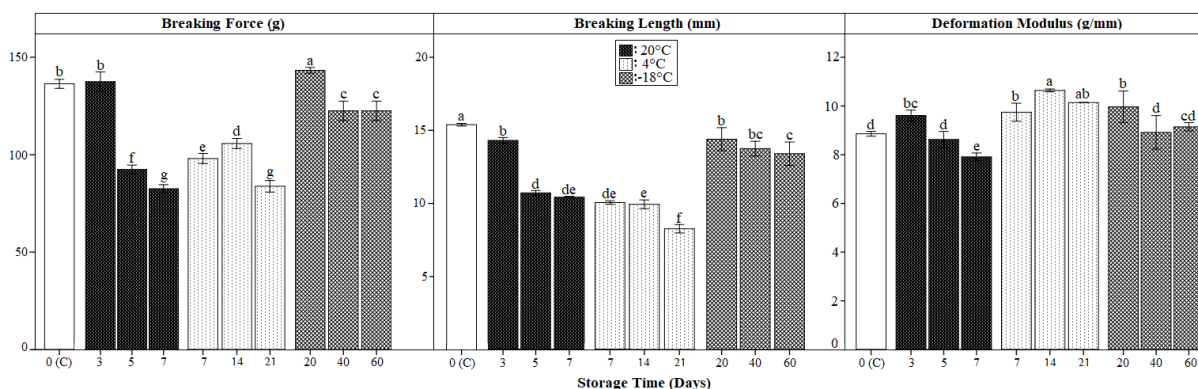 Breaking Force (g)
Breaking Length (mm)
Deformation Modulus (g/mm)
150
100
50
0
b
b
f
g
e
d
g
a
c
c
0 (C)
3
5
7
7
14
21
20
40
60
20
15
10
5
: 20°C
: 4°C
:-18°C
a
b
d
de
de
e
f
b
bc
c
0 (C)
3
5
7
7
14
21
20
40
60
12
10
8
6
4
2
0
d
bc
d
e
b
a
ab
b
d
cd
0 (C)
3
5
7
7
14
21
20
40
60
Storage Time (Days)